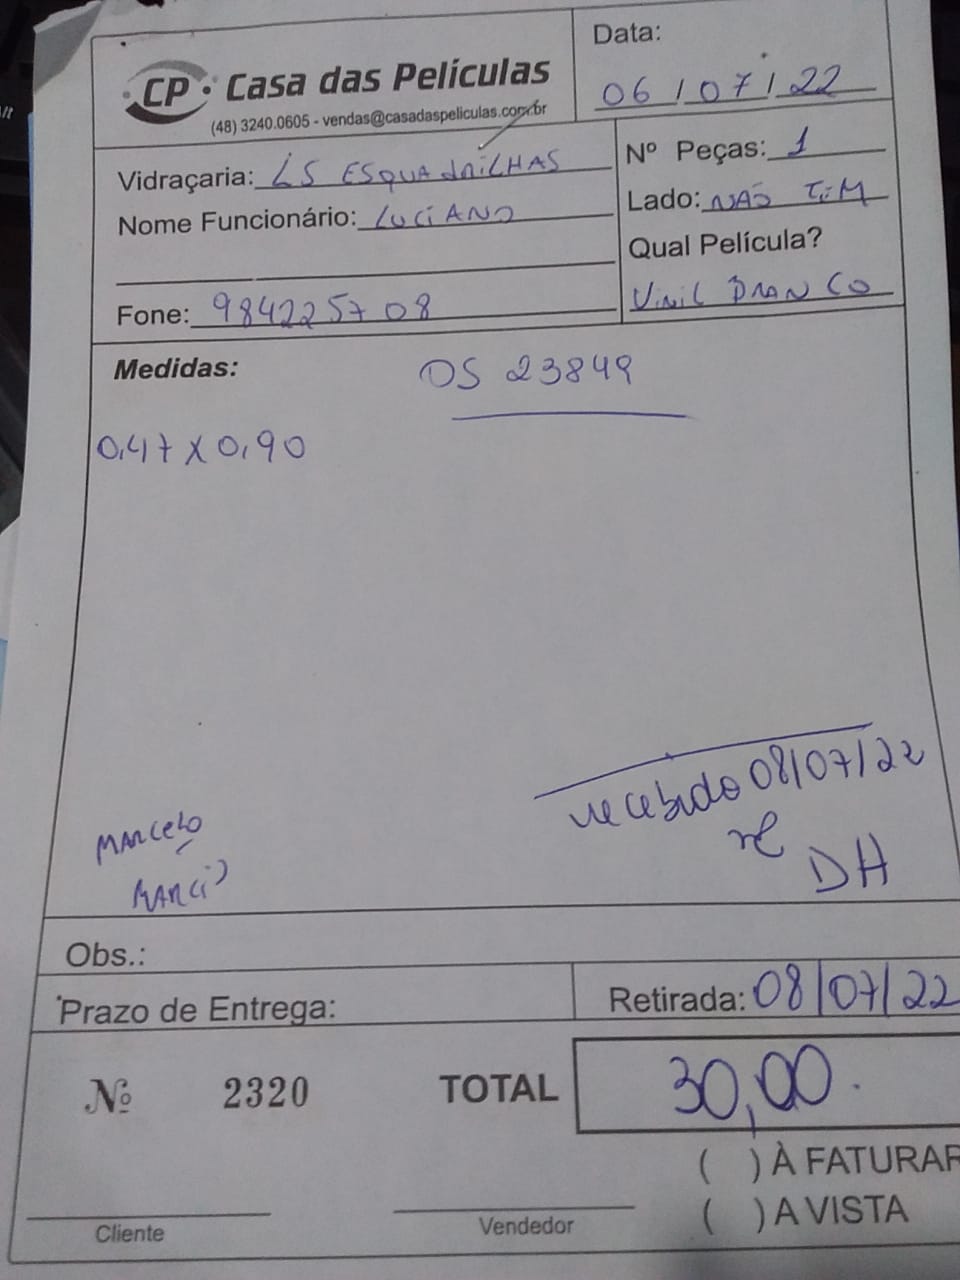 CP Casa das Películas
(48) 3240.0605 - vendas@casadaspeliculas.com.br
Data: 06/07/22
Vidraçaria: LS ESQUADRILHAS
Nome Funcionário: LUCIANO
Fone: 984225708
Nº Peças: 1
Lado: NÃO TEM
Qual Película?
VINIL BRANCO
Medidas: OS 23849
0,47 X 0,90
recebido 08/07/22
DH
MARCELO
MARCIO
Obs.:
Prazo de Entrega:
Retirada: 08/07/22
Nº 2320 TOTAL 30,00
( ) À FATURAR
( ) A VISTA
Cliente
Vendedor